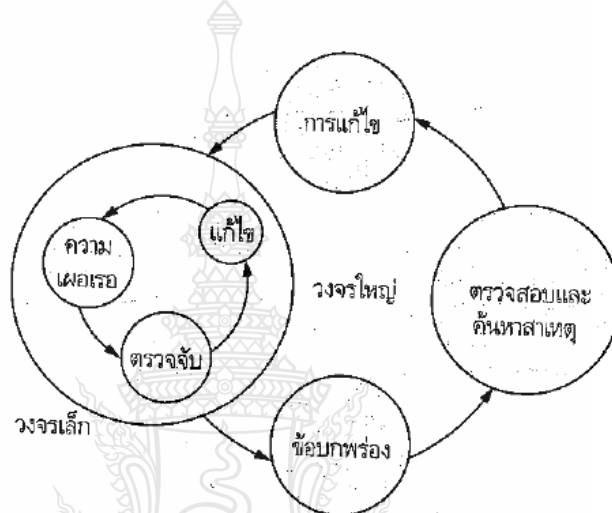 การแก้ไข
แก้ไข
ความ
เผอเรอ
วงจรใหญ่
ตรวจสอบและ
ค้นหาสาเหตุ
ตรวจจับ
วงจรเล็ก
ข้อบกพร่อง